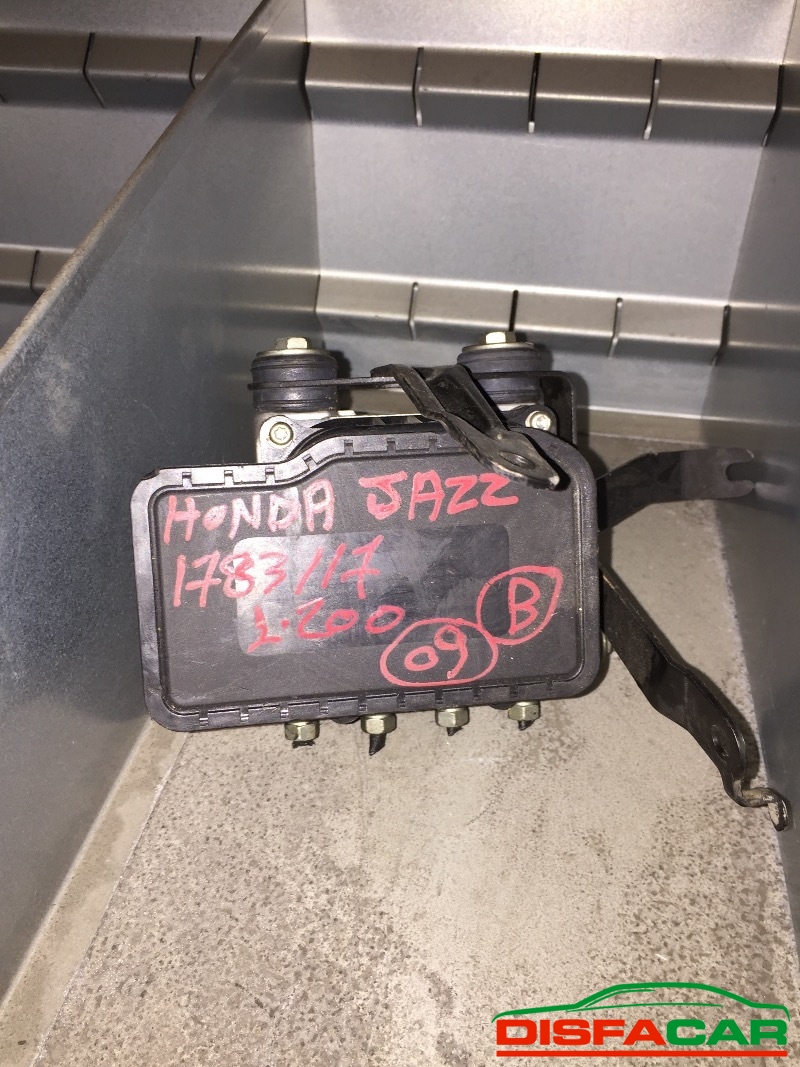 HONDA JAZZ
1783/17
1.200
09 B
DISFACAR